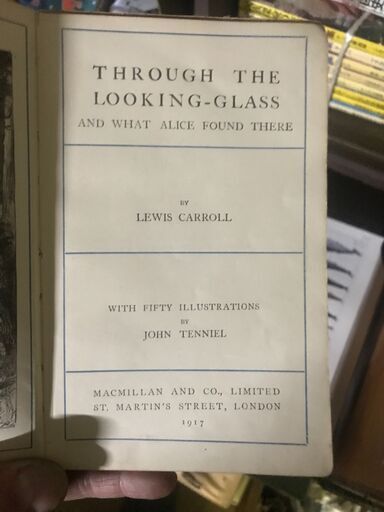 THROUGH THE
LOOKING-GLASS
AND WHAT ALICE FOUND THERE
BY
LEWIS CARROLL
WITH FIFTY ILLUSTRATIONS
BY
JOHN TENNIEL
MACMILLAN AND CO., LIMITED
ST. MARTIN'S STREET, LONDON
1917